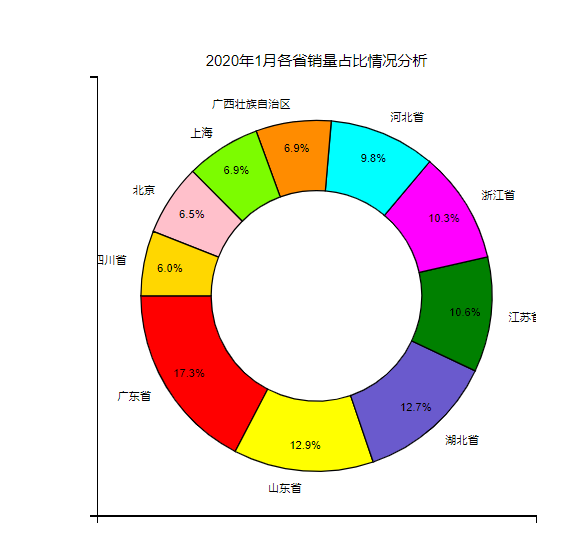 2020年1月各省销量占比情况分析
广西壮族自治区
河北省
上海
6.9%
9.8%
6.9%
北京
浙江省
6.5%
10.3%
四川省
6.0%
10.6%
江苏省
17.3%
广东省
12.7%
12.9%
湖北省
山东省